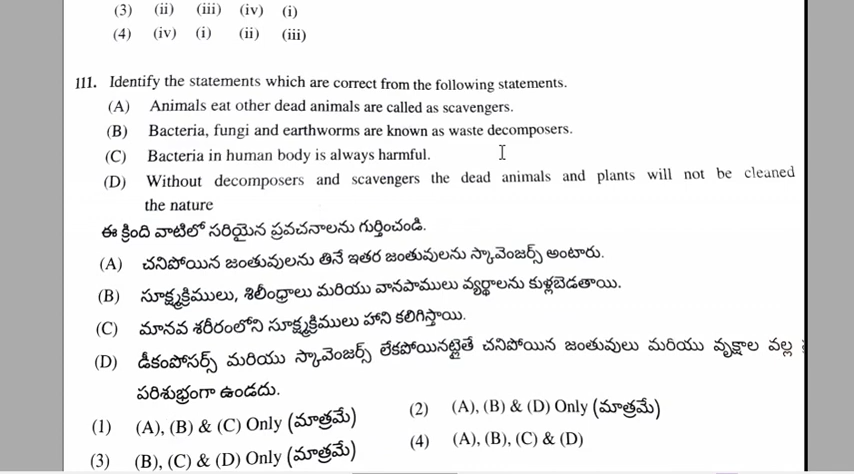 (3) (ii) (iii) (iv) (i)
(4) (iv) (i) (ii) (iii)
111. Identify the statements which are correct from the following statements.
(A) Animals eat other dead animals are called as scavengers.
(B) Bacteria, fungi and earthworms are known as waste decomposers.
(C) Bacteria in human body is always harmful.
(D) Without decomposers and scavengers the dead animals and plants will not be cleaned
the nature
ఈ క్రింది వాటిలో సరియైన ప్రవచనాలను గుర్తించండి.
(A) చనిపోయిన జంతువులను తినే ఇతర జంతువులను స్కావెంజర్స్ అంటారు.
(B) సూక్ష్మక్రిములు, శిలీంధ్రాలు మరియు వానపాములు వ్యర్థాలను కుళ్లబెడతాయి.
(C) మానవ శరీరంలోని సూక్ష్మక్రిములు హాని కలిగిస్తాయి.
(D) డీకంపోసర్స్ మరియు స్కావెంజర్స్ లేకపోయినట్లైతే చనిపోయిన జంతువులు మరియు వృక్షాల వల్ల
పరిశుభ్రంగా ఉండదు.
(1) (A), (B) & (C) Only (మాత్రమే) (2) (A), (B) & (D) Only (మాత్రమే)
(3) (B), (C) & (D) Only (మాత్రమే) (4) (A), (B), (C) & (D)